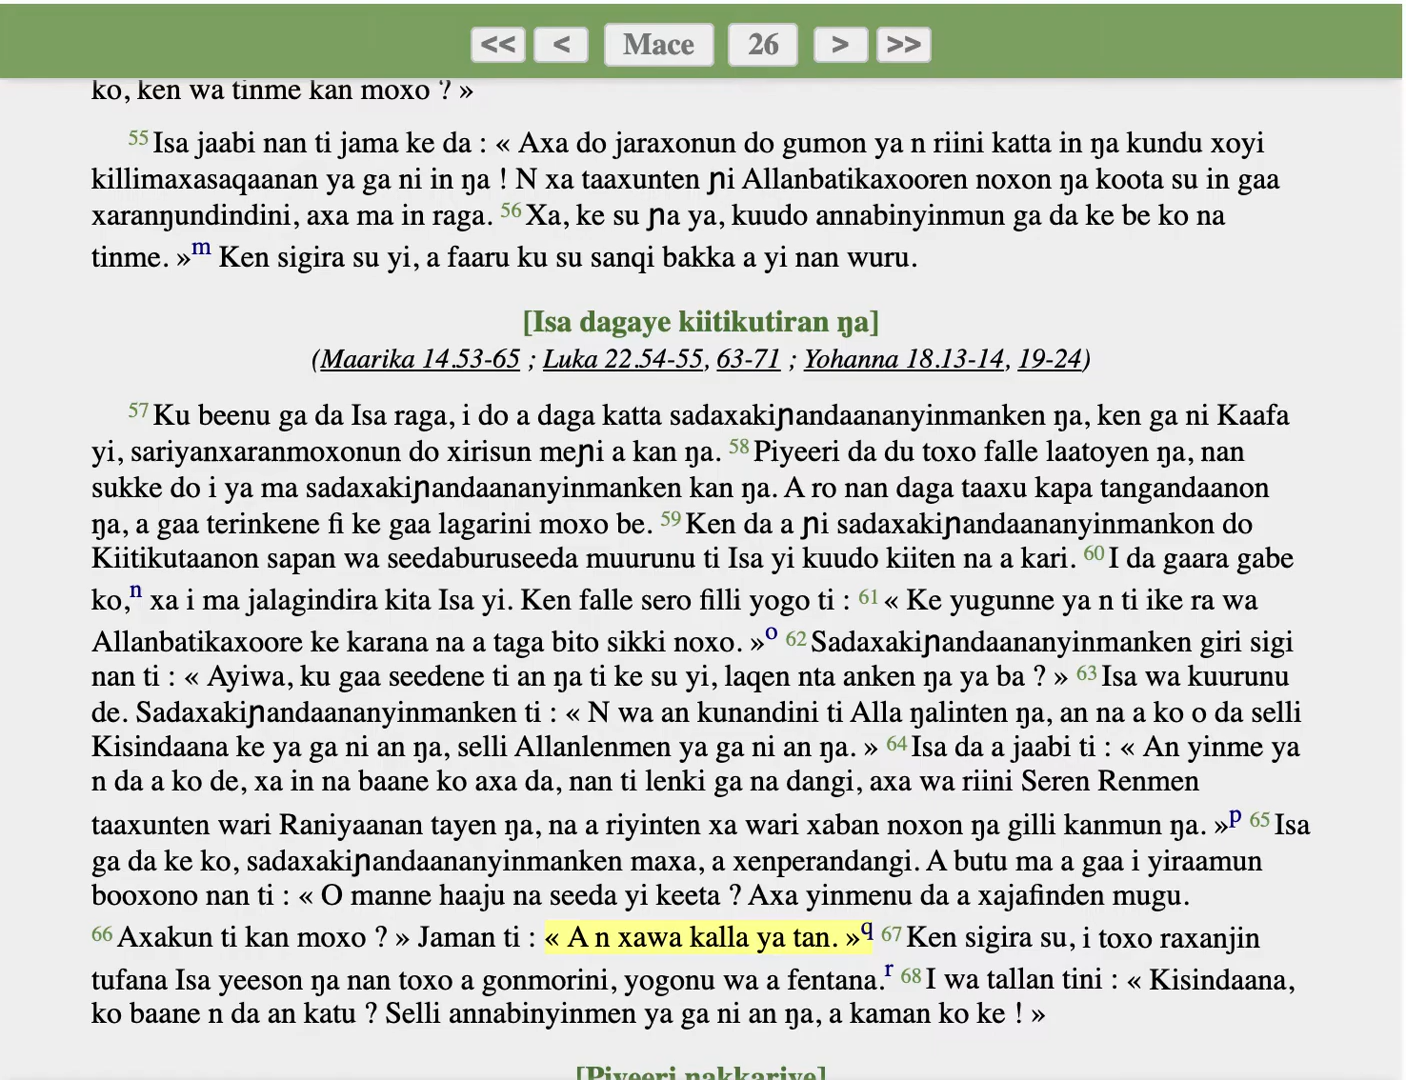 << < Mace 26 > >>
ko, ken wa tinme kan moxo ? »
55 Isa jaabi nan ti jama ke da : « Axa do jaraxonun do gumon ya n riini katta in ŋa kundu xoyi
killimaxasaqaanan ya ga ni in ŋa ! N xa taaxunten ɲi Allanbatikaxooren noxon ŋa koota su in gaa
xaranŋundindini, axa ma in raga. 56 Xa, ke su ɲa ya, kuudo annabinyinmun ga da ke be ko na
tinme. »m Ken sigira su yi, a faaru ku su sanqi bakka a yi nan wuru.
[Isa dagaye kiitikutiran ŋa]
(Maarika 14.53-65 ; Luka 22.54-55, 63-71 ; Yohanna 18.13-14, 19-24)
57 Ku beenu ga da Isa raga, i do a daga katta sadaxakiɲandaananyinmanken ŋa, ken ga ni Kaafa
yi, sariyanxaranmoxonun do xirisun meɲi a kan ŋa. 58 Piyeeri da du toxo falle laatoyen ŋa, nan
sukke do i ya ma sadaxakiɲandaananyinmanken kan ŋa. A ro nan daga taaxu kapa tangandaanon
ŋa, a gaa terinkene fi ke gaa lagarini moxo be. 59 Ken da a ɲi sadaxakiɲandaananyinmankon do
Kiitikutaanon sapan wa seedaburuseeda muurunu ti Isa yi kuudo kiiten na a kari. 60 I da gaara gabe
ko,n xa i ma jalagindira kita Isa yi. Ken falle sero filli yogo ti : 61 « Ke yugunne ya n ti ike ra wa
Allanbatikaxoore ke karana na a taga bito sikki noxo. »o 62 Sadaxakiɲandaananyinmanken giri sigi
nan ti : « Ayiwa, ku gaa seedene ti an ŋa ti ke su yi, laqen nta anken ŋa ya ba ? » 63 Isa wa kuurunu
de. Sadaxakiɲandaananyinmanken ti : « N wa an kunandini ti Alla ŋalinten ŋa, an na a ko o da selli
Kisindaana ke ya ga ni an ŋa, selli Allanlenmen ya ga ni an ŋa. » 64 Isa da a jaabi ti : « An yinme ya
n da a ko de, xa in na baane ko axa da, nan ti lenki ga na dangi, axa wa riini Seren Renmen
taaxunten wari Raniyaanan tayen ŋa, na a riyinten xa wari xaban noxon ŋa gilli kanmun ŋa. »p 65 Isa
ga da ke ko, sadaxakiɲandaananyinmanken maxa, a xenperandangi. A butu ma a gaa i yiraamun
booxono nan ti : « O manne haaju na seeda yi keeta ? Axa yinmenu da a xajafinden mugu.
66 Axakun ti kan moxo ? » Jaman ti : « A n xawa kalla ya tan. »q 67 Ken sigira su, i toxo raxanjin
tufana Isa yeeson ŋa nan toxo a gonmorini, yogonu wa a fentana.r 68 I wa tallan tini : « Kisindaana,
ko baane n da an katu ? Selli annabinyinmen ya ga ni an ŋa, a kaman ko ke ! »
[Piyeeri nakkariye]